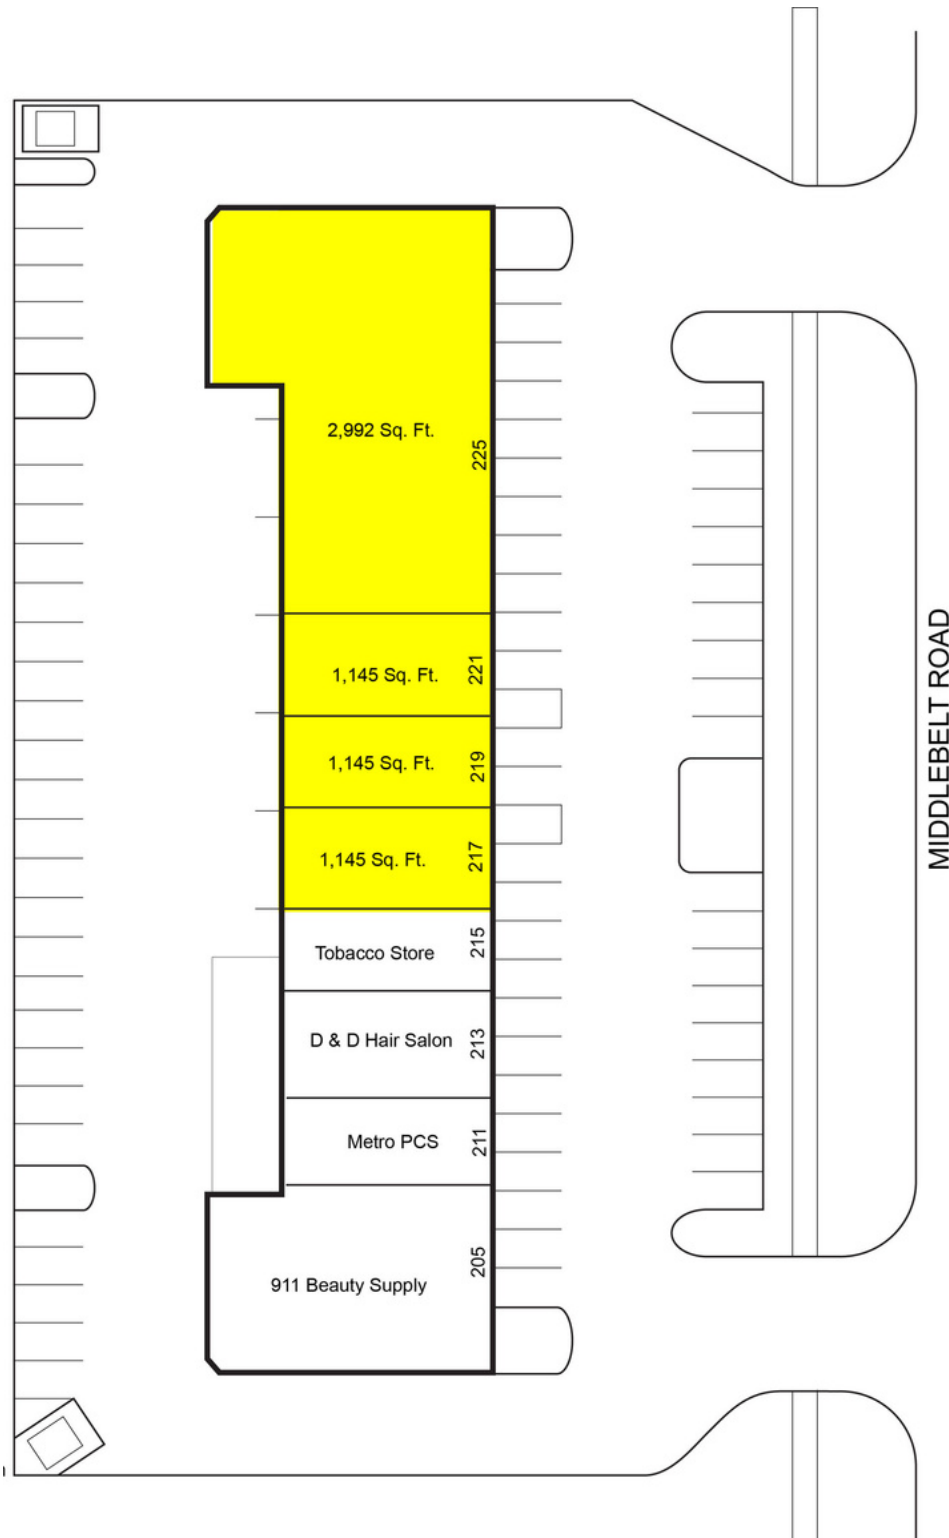 2,992 Sq. Ft.
225
1,145 Sq. Ft.
221
1,145 Sq. Ft.
219
1,145 Sq. Ft.
217
Tobacco Store
215
D & D Hair Salon
213
Metro PCS
211
911 Beauty Supply
205
MIDDLEBELT ROAD